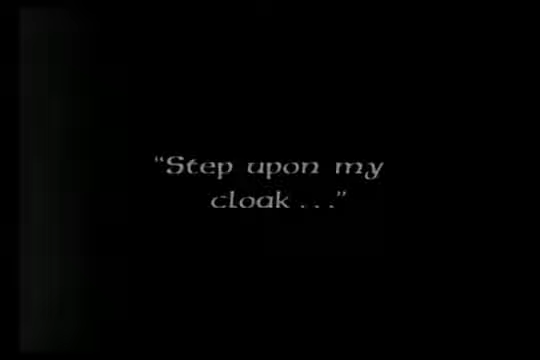 “Step upon my
cloak . . .”